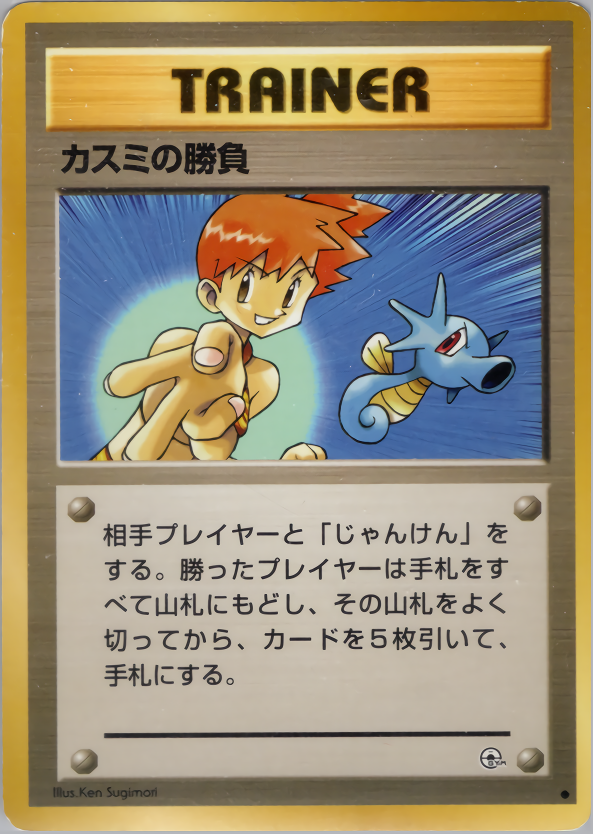 TRAINER
カスミの勝負
相手プレイヤーと「じゃんけん」を
する。勝ったプレイヤーは手札をす
べて山札にもどし、その山札をよく
切ってから、カードを5枚引いて、
手札にする。
GYM
Illus.Ken Sugimori